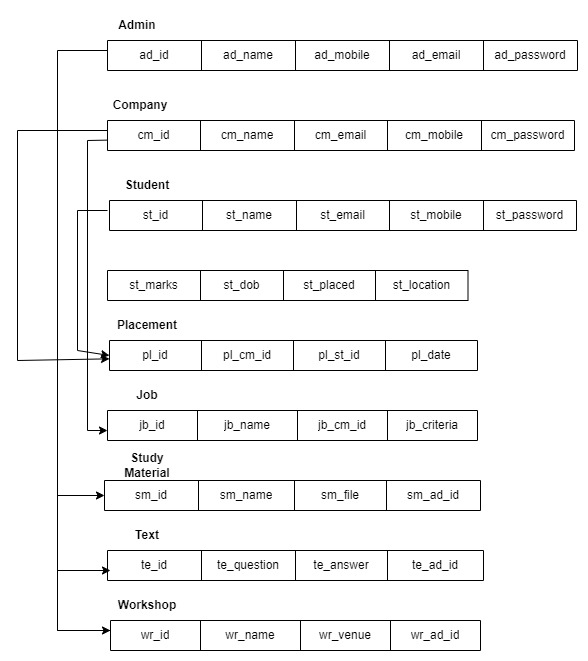 Admin
ad_id ad_name ad_mobile ad_email ad_password
Company
cm_id cm_name cm_email cm_mobile cm_password
Student
st_id st_name st_email st_mobile st_password
st_marks st_dob st_placed st_location
Placement
pl_id pl_cm_id pl_st_id pl_date
Job
jb_id jb_name jb_cm_id jb_criteria
Study
Material
sm_id sm_name sm_file sm_ad_id
Text
te_id te_question te_answer te_ad_id
Workshop
wr_id wr_name wr_venue wr_ad_id